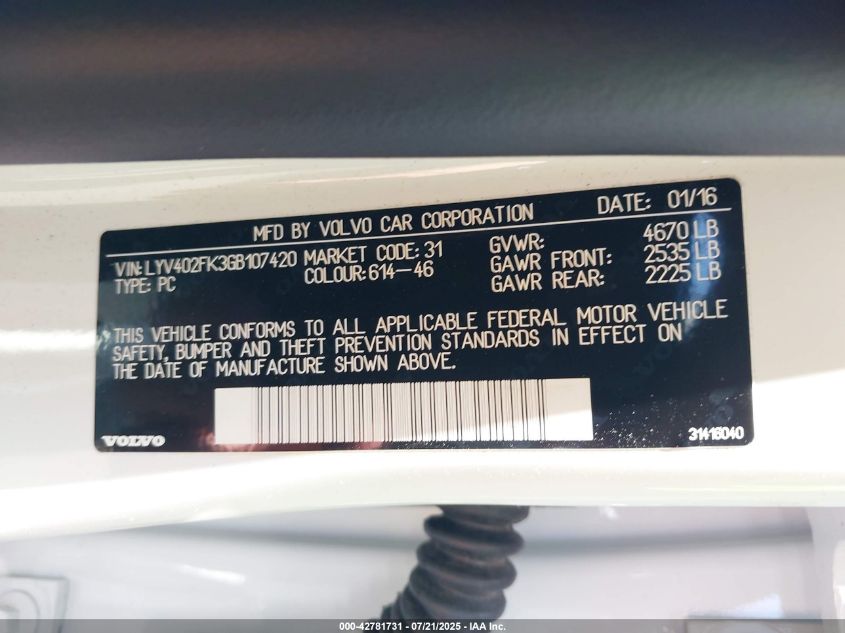 MFD BY VOLVO CAR CORPORATION DATE: 01/16
VIN: LYV402FK3GB107420 MARKET CODE: 31 GVWR: 4670 LB
TYPE: PC COLOUR: 614-46 GAWR FRONT: 2535 LB
GAWR REAR: 2225 LB
THIS VEHICLE CONFORMS TO ALL APPLICABLE FEDERAL MOTOR VEHICLE
SAFETY, BUMPER AND THEFT PREVENTION STANDARDS IN EFFECT ON
THE DATE OF MANUFACTURE SHOWN ABOVE.
VOLVO 31416040
000-42781731 - 07/21/2025 - IAA Inc.